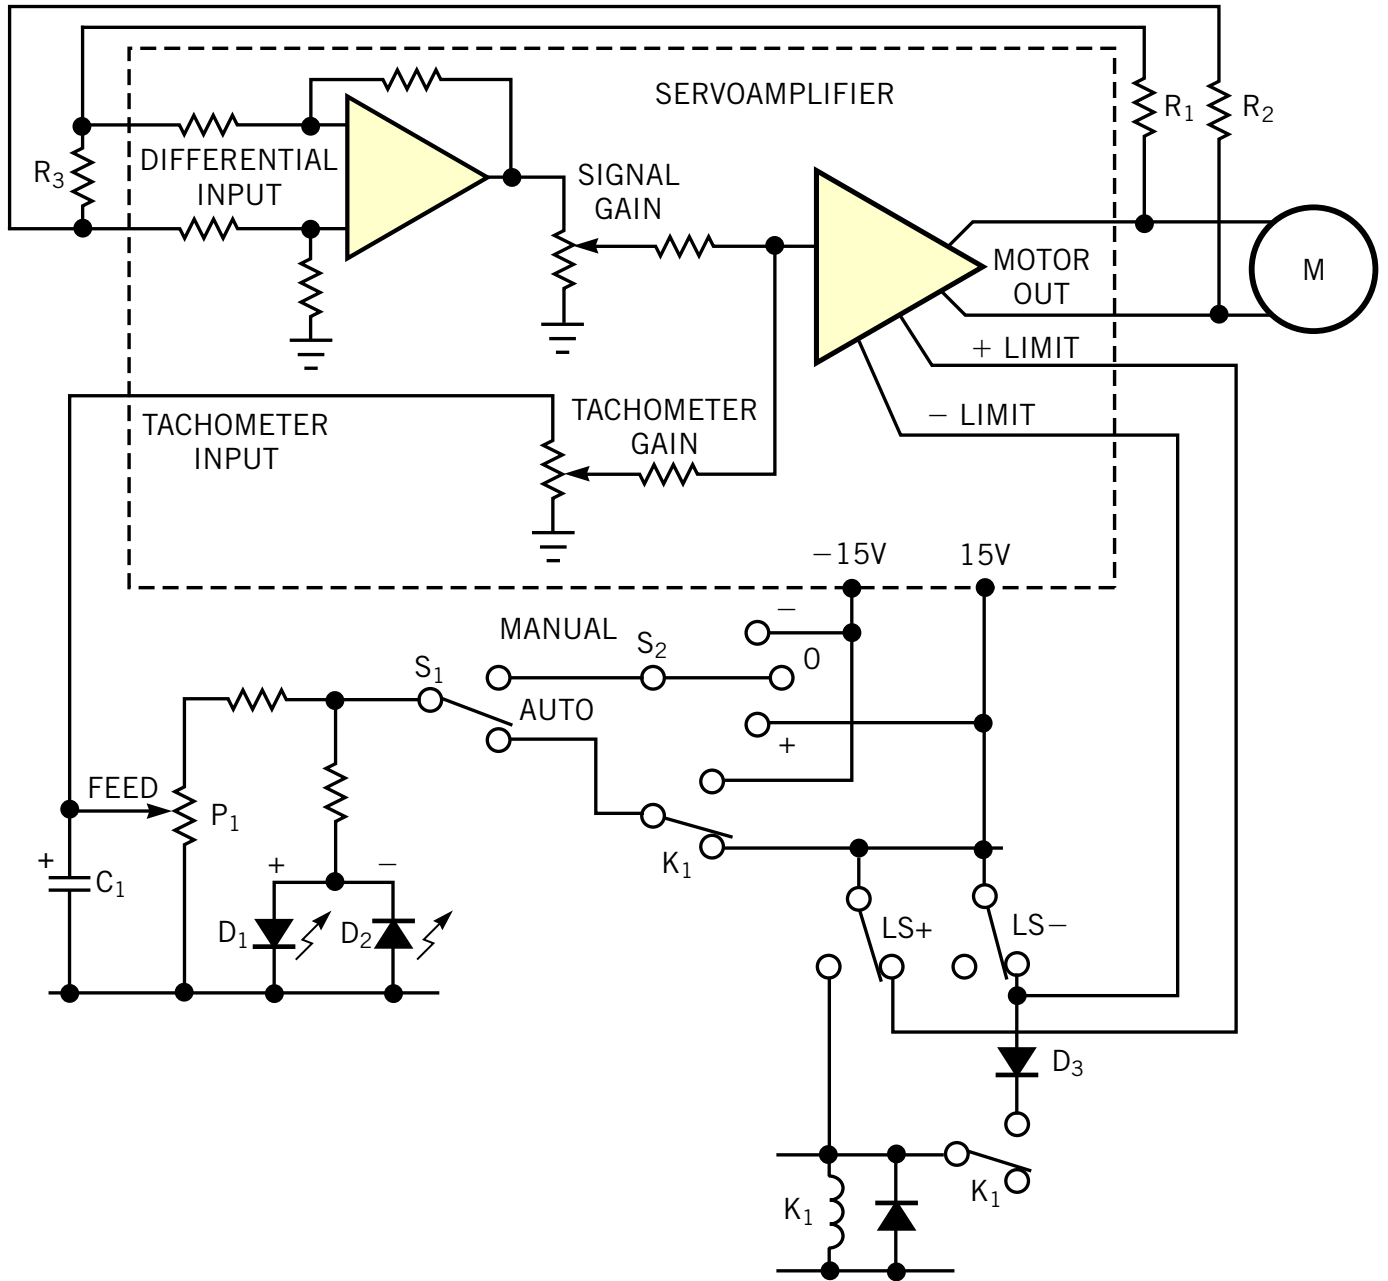 SERVOAMPLIFIER
R1
R2
R3
DIFFERENTIAL
INPUT
SIGNAL
GAIN
MOTOR
OUT
M
+ LIMIT
− LIMIT
TACHOMETER
INPUT
TACHOMETER
GAIN
−15V
15V
MANUAL
S2
−
0
+
S1
AUTO
FEED
P1
K1
+
C1
+
−
D1
D2
LS+
LS−
D3
K1
K1